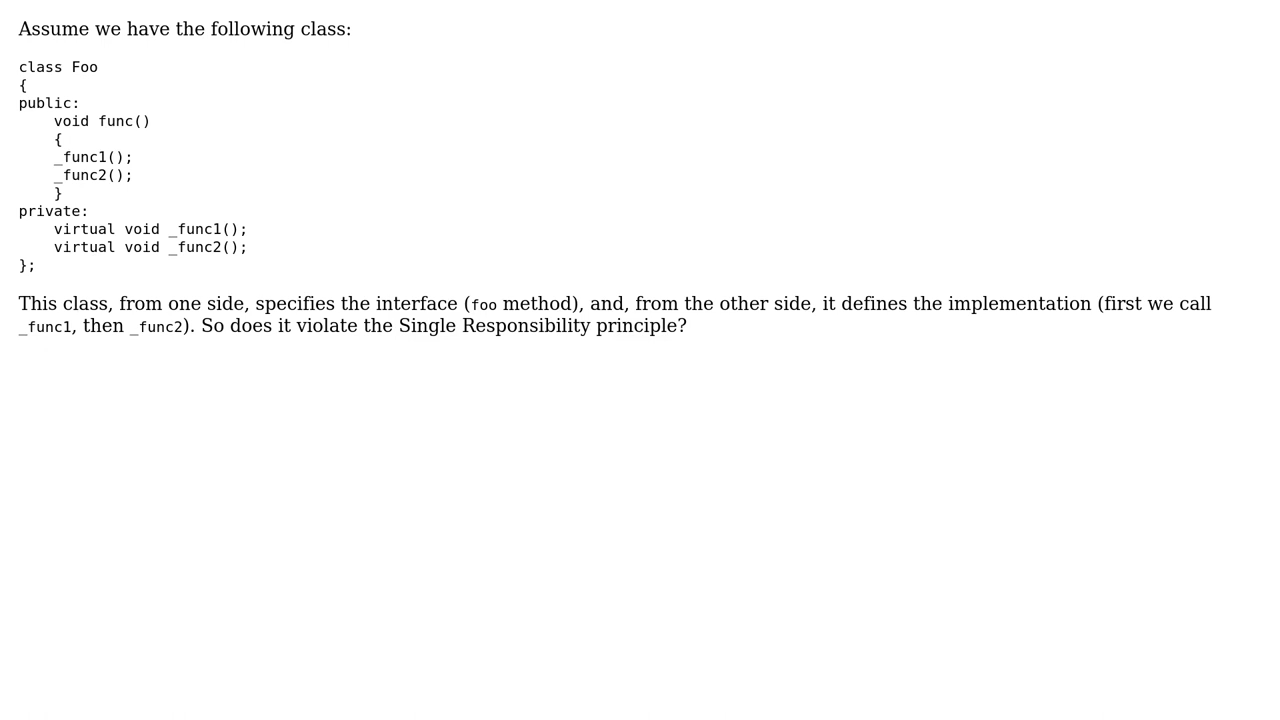 Assume we have the following class:
class Foo
{
public:
    void func()
    {
    _func1();
    _func2();
    }
private:
    virtual void _func1();
    virtual void _func2();
};
This class, from one side, specifies the interface (foo method), and, from the other side, it defines the implementation (first we call
_func1, then _func2). So does it violate the Single Responsibility principle?